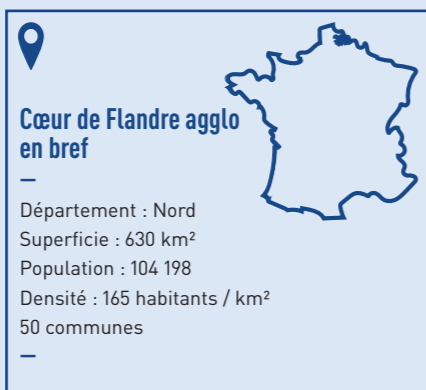 Cœur de Flandre agglo
en bref
—
Département : Nord
Superficie : 630 km²
Population : 104 198
Densité : 165 habitants / km²
50 communes
—